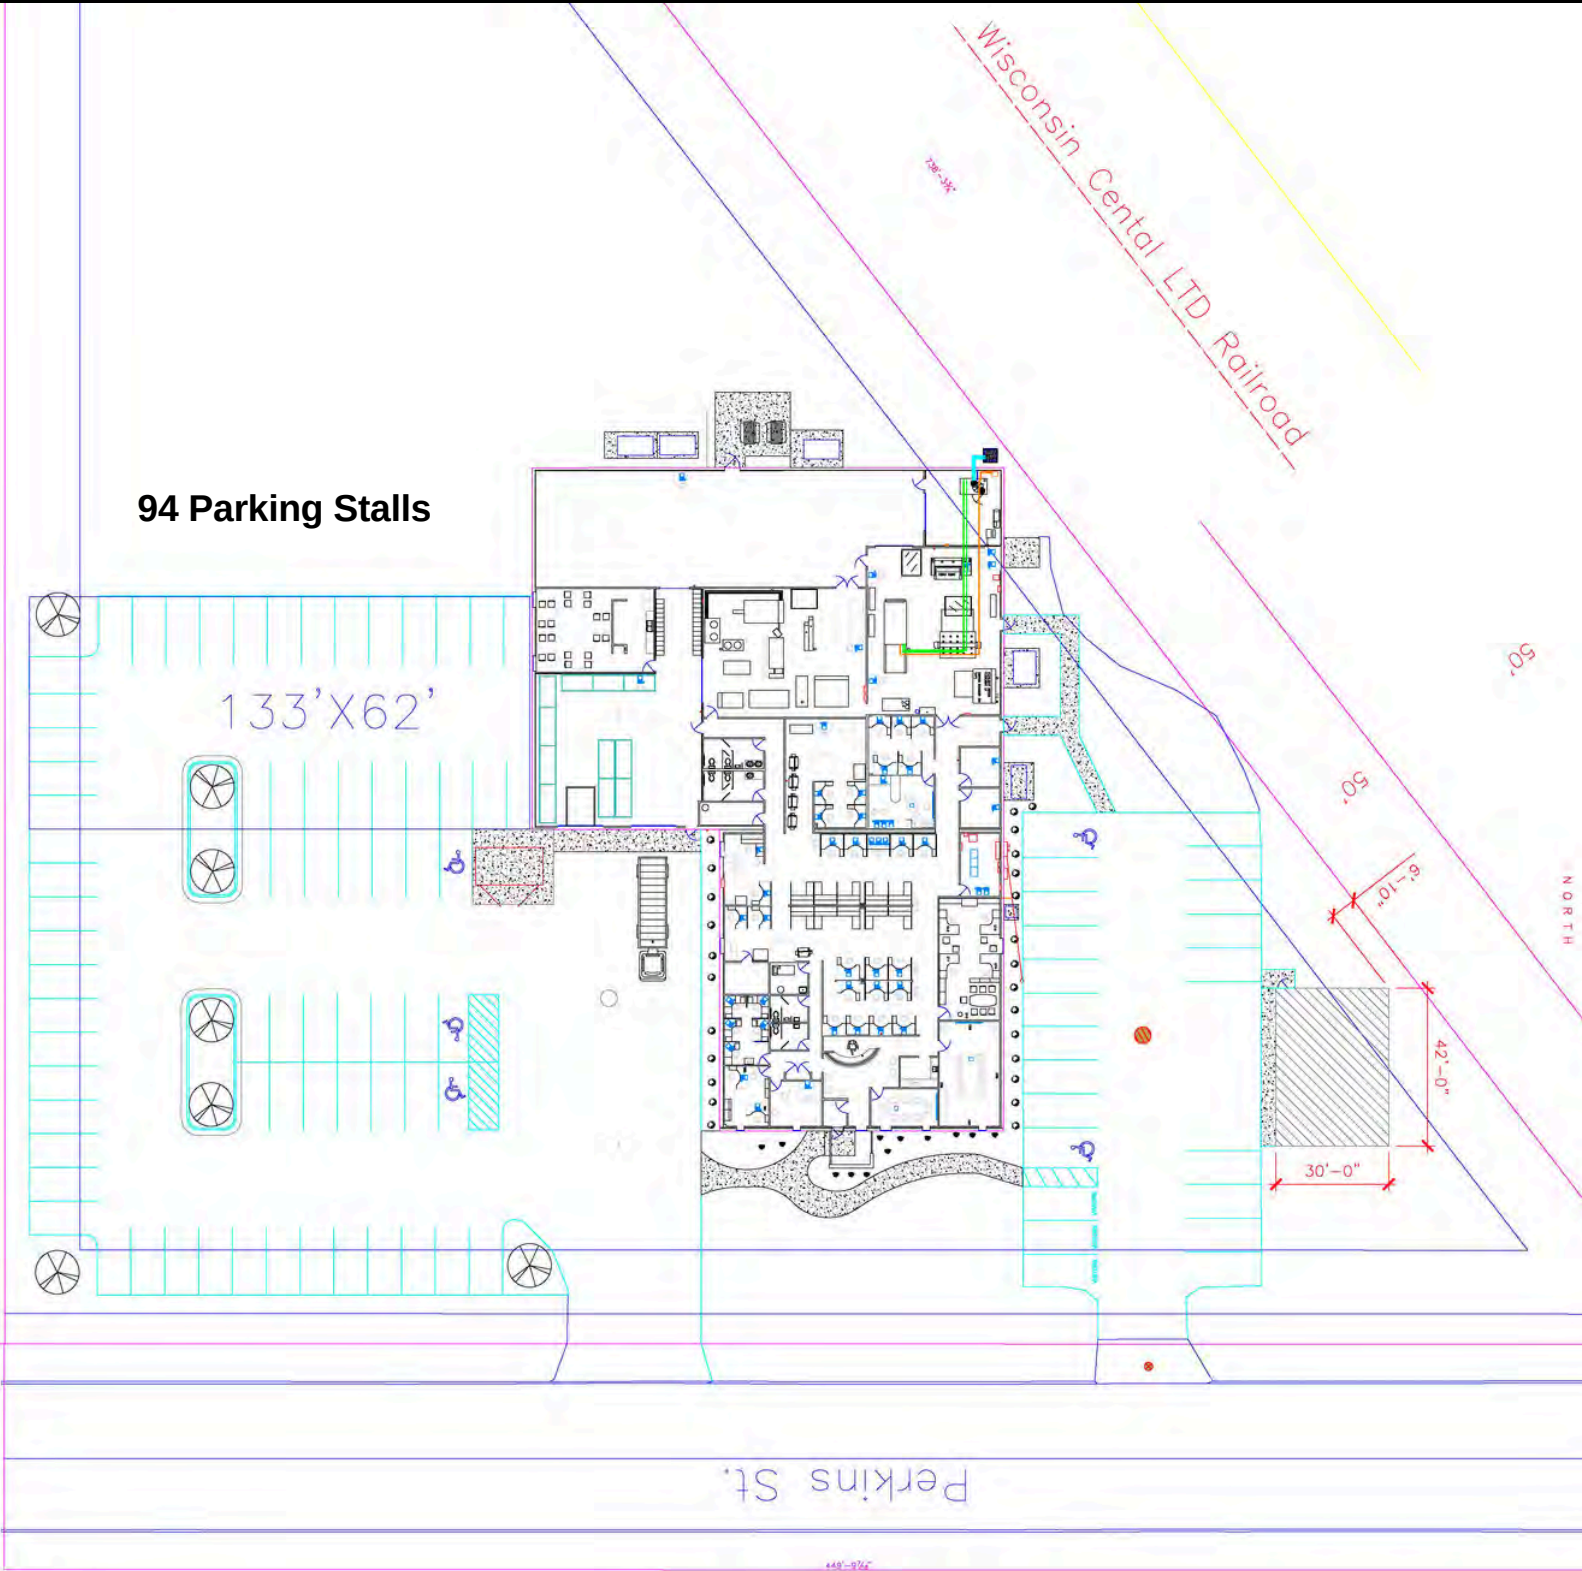 Wisconsin Cental LTD Railroad
94 Parking Stalls
133'X62'
50'
50'
6'-10"
NORTH
42'-0"
30'-0"
Perkins St.